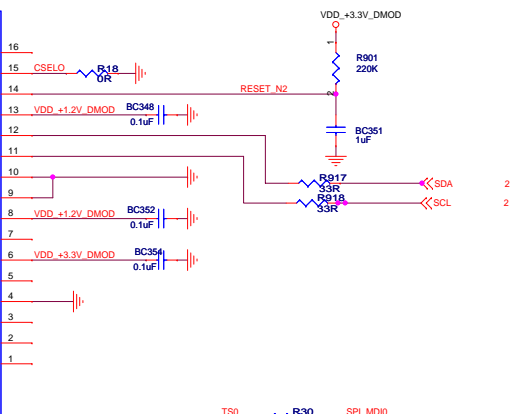 VDD_+3.3V_DMOD
1
R901
220K
2
16
15 CSELO R18
0R
14 RESET_N2
13 VDD_+1.2V_DMOD BC348
0.1uF
BC351
1uF
12
11
10
R917
33R
SDA 2
9
R918
33R
SCL 2
8 VDD_+1.2V_DMOD BC352
0.1uF
7
6 VDD_+3.3V_DMOD BC354
0.1uF
5
4
3
2
1
TS0 R30 SPI_MDI0